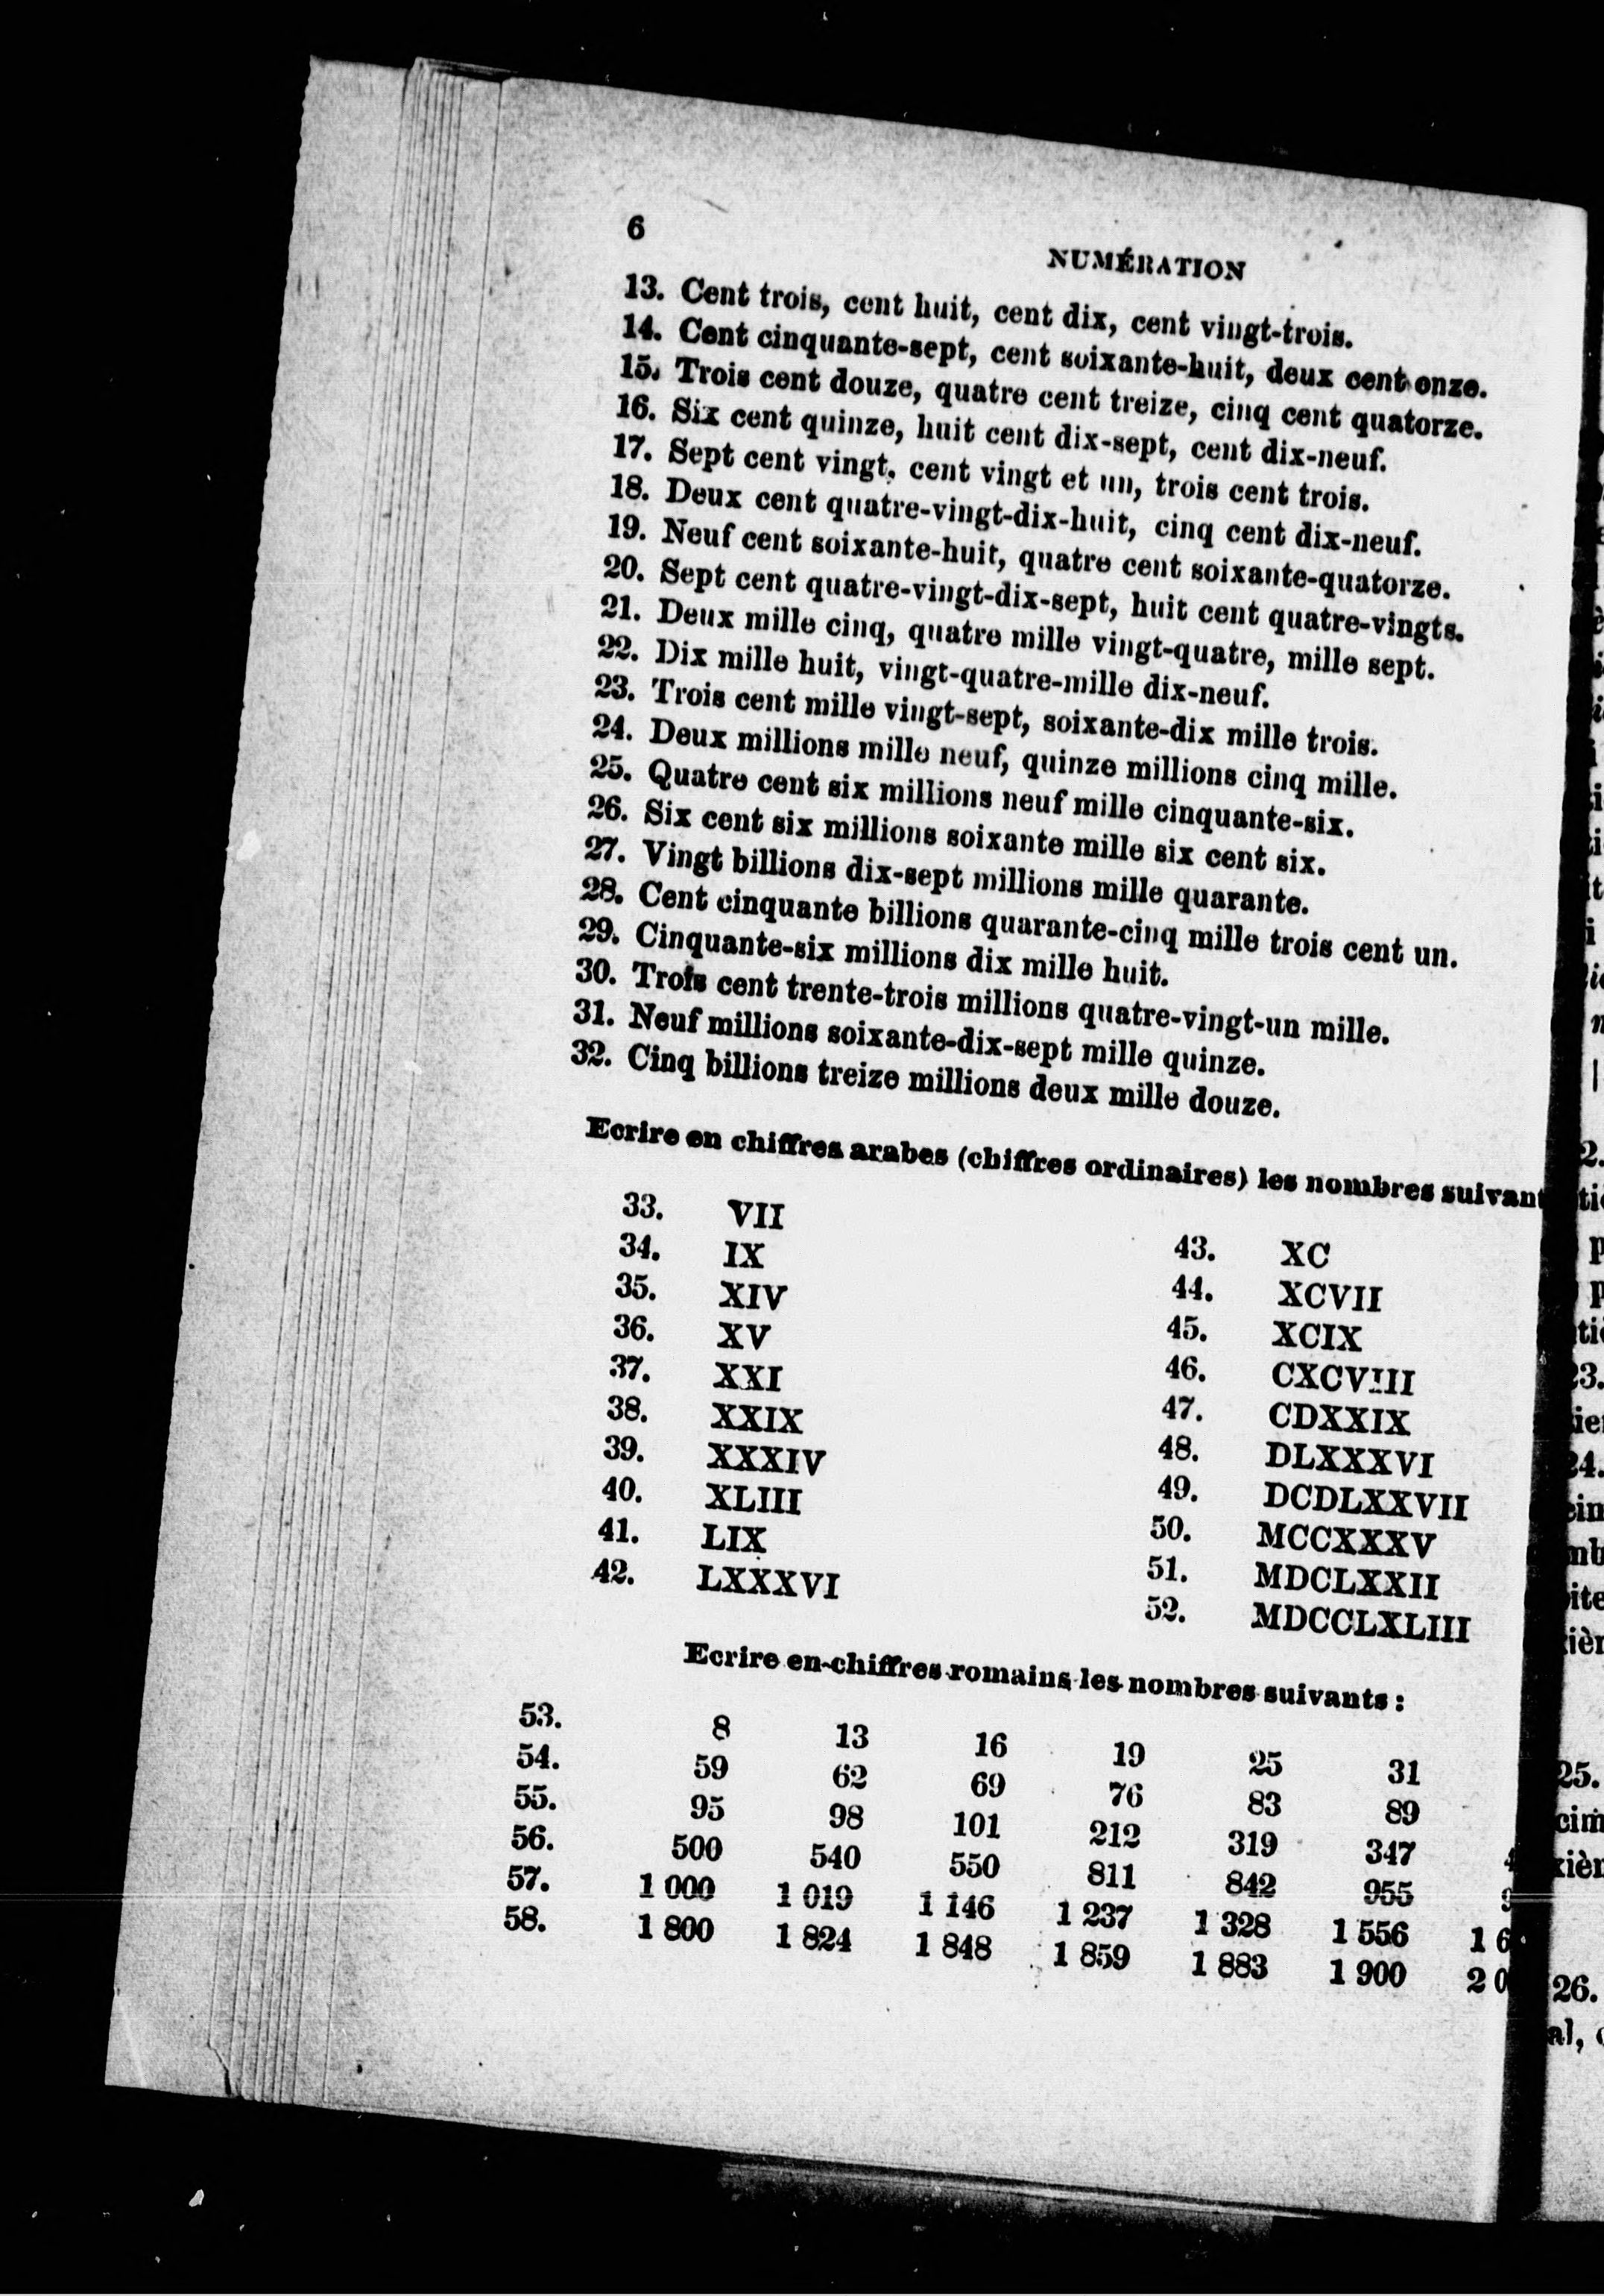 6
NUMÉRATION
13. Cent trois, cent huit, cent dix, cent vingt-trois.
14. Cent cinquante-sept, cent soixante-huit, deux cent onze.
15. Trois cent douze, quatre cent treize, cinq cent quatorze.
16. Six cent quinze, huit cent dix-sept, cent dix-neuf.
17. Sept cent vingt, cent vingt et un, trois cent trois.
18. Deux cent quatre-vingt-dix-huit, cinq cent dix-neuf.
19. Neuf cent soixante-huit, quatre cent soixante-quatorze.
20. Sept cent quatre-vingt-dix-sept, huit cent quatre-vingts.
21. Deux mille cinq, quatre mille vingt-quatre, mille sept.
22. Dix mille huit, vingt-quatre-mille dix-neuf.
23. Trois cent mille vingt-sept, soixante-dix mille trois.
24. Deux millions mille neuf, quinze millions cinq mille.
25. Quatre cent six millions neuf mille cinquante-six.
26. Six cent six millions soixante mille six cent six.
27. Vingt billions dix-sept millions mille quarante.
28. Cent cinquante billions quarante-cinq mille trois cent un.
29. Cinquante-six millions dix mille huit.
30. Trois cent trente-trois millions quatre-vingt-un mille.
31. Neuf millions soixante-dix-sept mille quinze.
32. Cinq billions treize millions deux mille douze.
Ecrire en chiffres arabes (chiffres ordinaires) les nombres suivant
33. VII
34. IX
35. XIV
36. XV
37. XXI
38. XXIX
39. XXXIV
40. XLIII
41. LIX
42. LXXXVI
43. XC
44. XCVII
45. XCIX
46. CXCVIII
47. CDXXIX
48. DLXXXVI
49. DCDLXXVII
50. MCCXXXV
51. MDCLXXII
52. MDCCLXLIII
Ecrire en chiffres romains les nombres suivants :
53. 8 13 16 19 25 31
54. 59 62 69 76 83 89
55. 95 98 101 212 319 347
56. 500 540 550 811 842 955
57. 1 000 1 019 1 146 1 237 1 328 1 556 1 6
58. 1 800 1 824 1 848 1 859 1 883 1 900 2 0